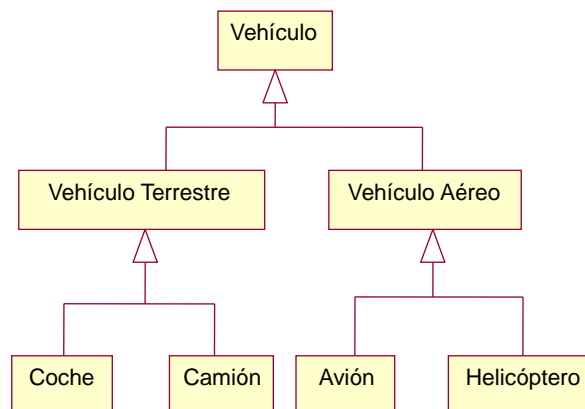 Vehículo
Vehículo Terrestre
Vehículo Aéreo
Coche
Camión
Avión
Helicóptero